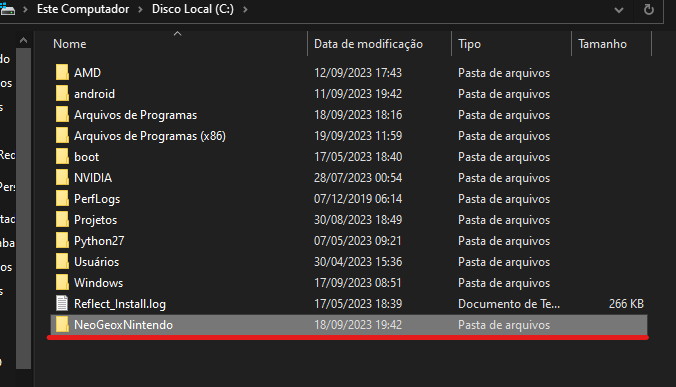 Este Computador > Disco Local (C:) >
Nome Data de modificação Tipo Tamanho
AMD 12/09/2023 17:43 Pasta de arquivos
android 11/09/2023 19:42 Pasta de arquivos
Arquivos de Programas 18/09/2023 18:16 Pasta de arquivos
Arquivos de Programas (x86) 19/09/2023 11:59 Pasta de arquivos
boot 17/05/2023 18:40 Pasta de arquivos
NVIDIA 28/07/2023 00:54 Pasta de arquivos
PerfLogs 07/12/2019 06:14 Pasta de arquivos
Projetos 30/08/2023 18:49 Pasta de arquivos
Python27 07/05/2023 09:21 Pasta de arquivos
Usuários 30/04/2023 15:36 Pasta de arquivos
Windows 17/09/2023 08:51 Pasta de arquivos
Reflect_Install.log 17/05/2023 18:39 Documento de Te... 266 KB
NeoGeoxNintendo 18/09/2023 19:42 Pasta de arquivos